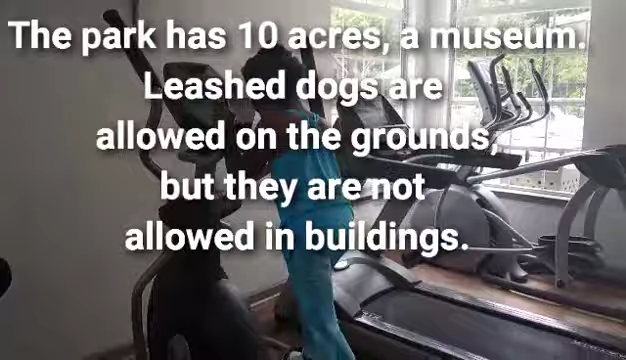 The park has 10 acres, a museum.
Leashed dogs are
allowed on the grounds,
but they are not
allowed in buildings.